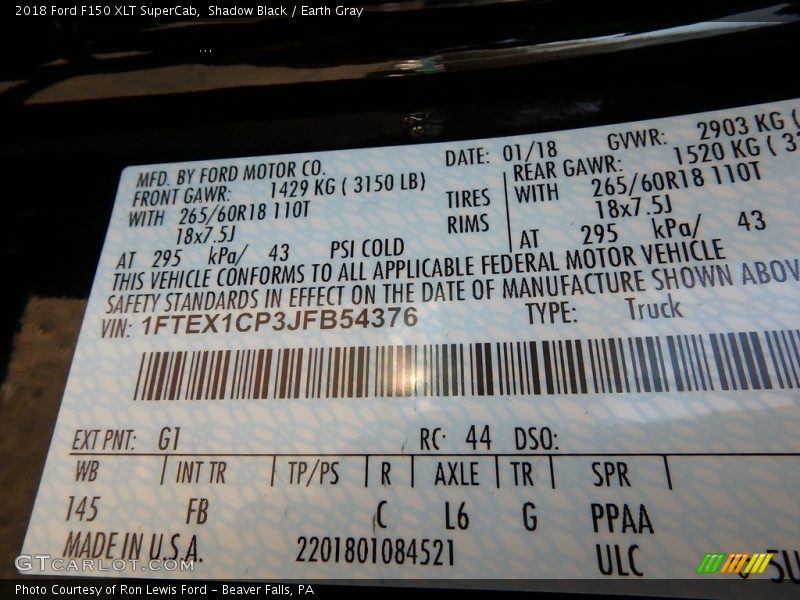 2018 Ford F150 XLT SuperCab, Shadow Black / Earth Gray
MFD. BY FORD MOTOR CO. DATE: 01/18 GVWR: 2903 KG (
FRONT GAWR: 1429 KG ( 3150 LB) REAR GAWR: 1520 KG (
WITH 265/60R18 110T TIRES WITH 265/60R18 110T
18x7.5J RIMS 18x7.5J
AT 295 kPa/ 43 PSI COLD AT 295 kPa/ 43
THIS VEHICLE CONFORMS TO ALL APPLICABLE FEDERAL MOTOR VEHICLE
SAFETY STANDARDS IN EFFECT ON THE DATE OF MANUFACTURE SHOWN ABOV
VIN: 1FTEX1CP3JFB54376 TYPE: Truck
EXT PNT: G1 RC: 44 DSO:
WB INT TR TP/PS R AXLE TR SPR
145 FB C L6 G PPAA
MADE IN U.S.A. 2201801084521 ULC
GTCarLot.com
Photo Courtesy of Ron Lewis Ford - Beaver Falls, PA